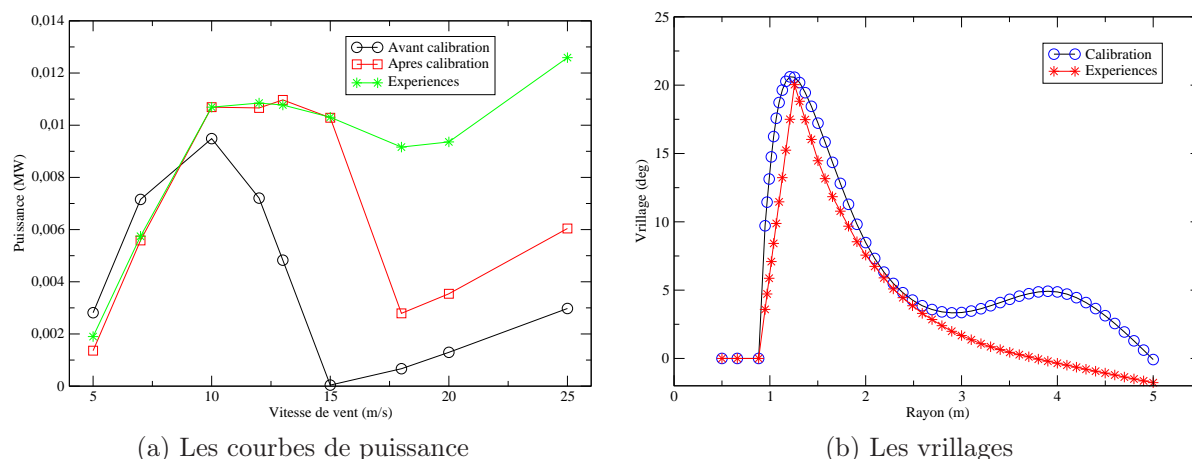 0,014
0,012
0,01
0,008
0,006
0,004
0,002
0
Puissance (MW)
Avant calibration
Apres calibration
Experiences
5
10
15
20
25
Vitesse de vent (m/s)
(a) Les courbes de puissance
25
20
15
10
5
0
Vrillage (deg)
Calibration
Experiences
0
1
2
3
4
5
Rayon (m)
(b) Les vrillages